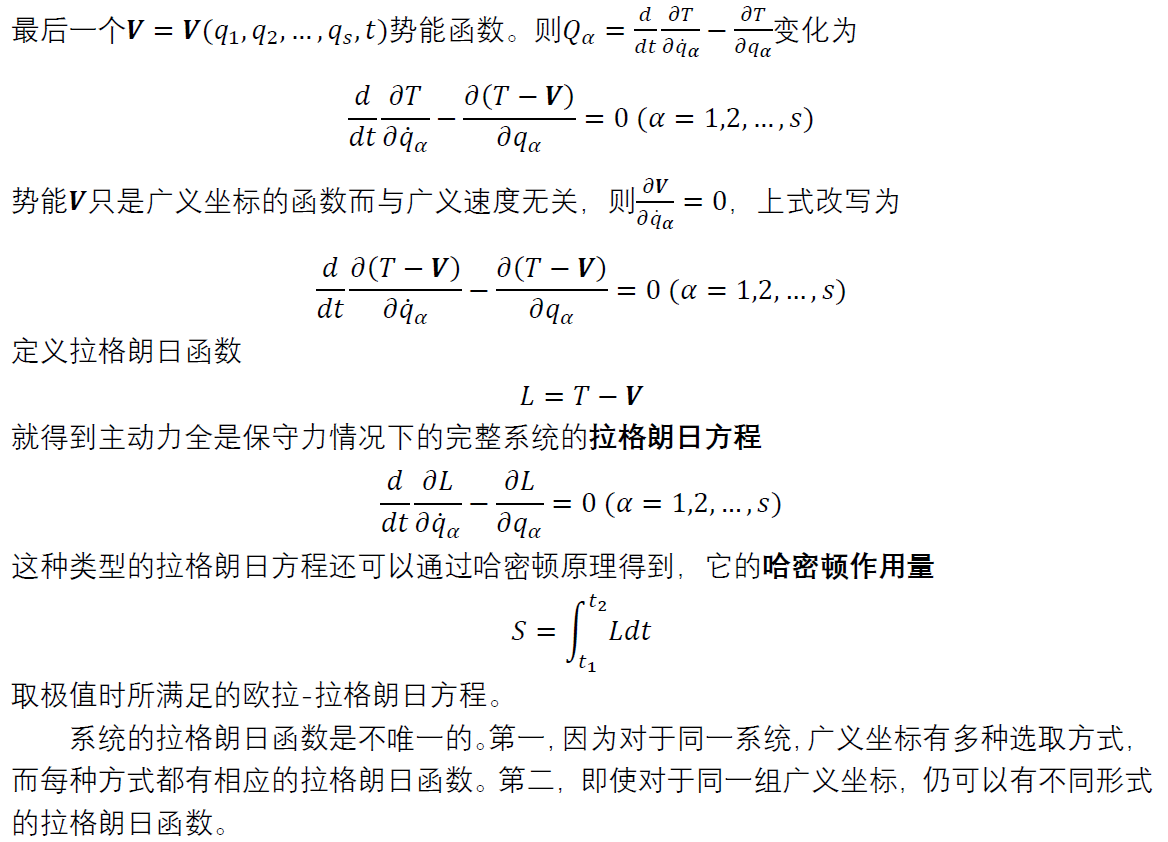 最后一个𝑽 = 𝑽(𝑞₁, 𝑞₂, … , 𝑞ₛ, 𝑡)势能函数。则$Q_\alpha = \frac{d}{dt}\frac{\partial T}{\partial \dot{q}_\alpha} - \frac{\partial T}{\partial q_\alpha}$变化为
$\frac{d}{dt}\frac{\partial T}{\partial \dot{q}_\alpha} - \frac{\partial (T - \boldsymbol{V})}{\partial q_\alpha} = 0\ (\alpha = 1,2, \dots, s)$
势能𝑽只是广义坐标的函数而与广义速度无关，则$\frac{\partial \boldsymbol{V}}{\partial \dot{q}_\alpha} = 0$，上式改写为
$\frac{d}{dt}\frac{\partial (T - \boldsymbol{V})}{\partial \dot{q}_\alpha} - \frac{\partial (T - \boldsymbol{V})}{\partial q_\alpha} = 0\ (\alpha = 1,2, \dots, s)$
定义拉格朗日函数
$L = T - \boldsymbol{V}$
就得到主动力全是保守力情况下的完整系统的拉格朗日方程
$\frac{d}{dt}\frac{\partial L}{\partial \dot{q}_\alpha} - \frac{\partial L}{\partial q_\alpha} = 0\ (\alpha = 1,2, \dots, s)$
这种类型的拉格朗日方程还可以通过哈密顿原理得到，它的哈密顿作用量
$S = \int_{t_1}^{t_2} Ldt$
取极值时所满足的欧拉-拉格朗日方程。
系统的拉格朗日函数是不唯一的。第一，因为对于同一系统，广义坐标有多种选取方式，
而每种方式都有相应的拉格朗日函数。第二，即使对于同一组广义坐标，仍可以有不同形式
的拉格朗日函数。